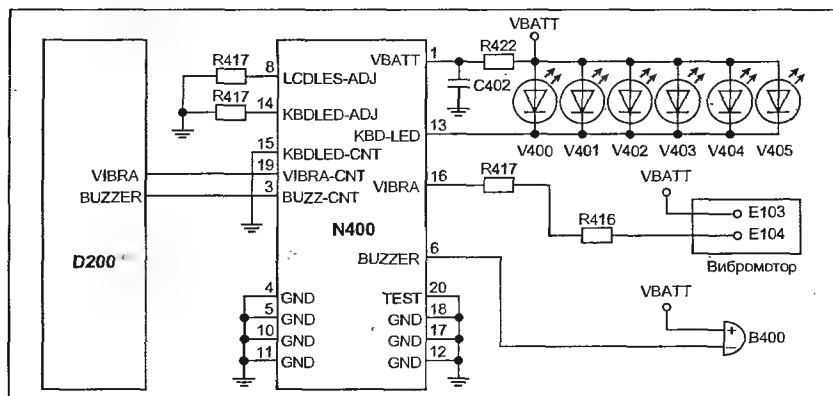 VBATT
R417
8
LCDLES-ADJ
R417
14
KBDLED-ADJ
15
KBDLED-CNT
19
VIBRA
VIBRA-CNT
3
BUZZER
BUZZ-CNT
D200
N400
4
GND
5
GND
10
GND
11
GND
VBATT
1
R422
C402
KBD-LED
13
V400 V401 V402 V403 V404 V405
VIBRA
16
R417
R416
VBATT
E103
E104
Вибромотор
BUZZER
6
VBATT
+
−
B400
TEST
20
GND
18
GND
17
GND
12